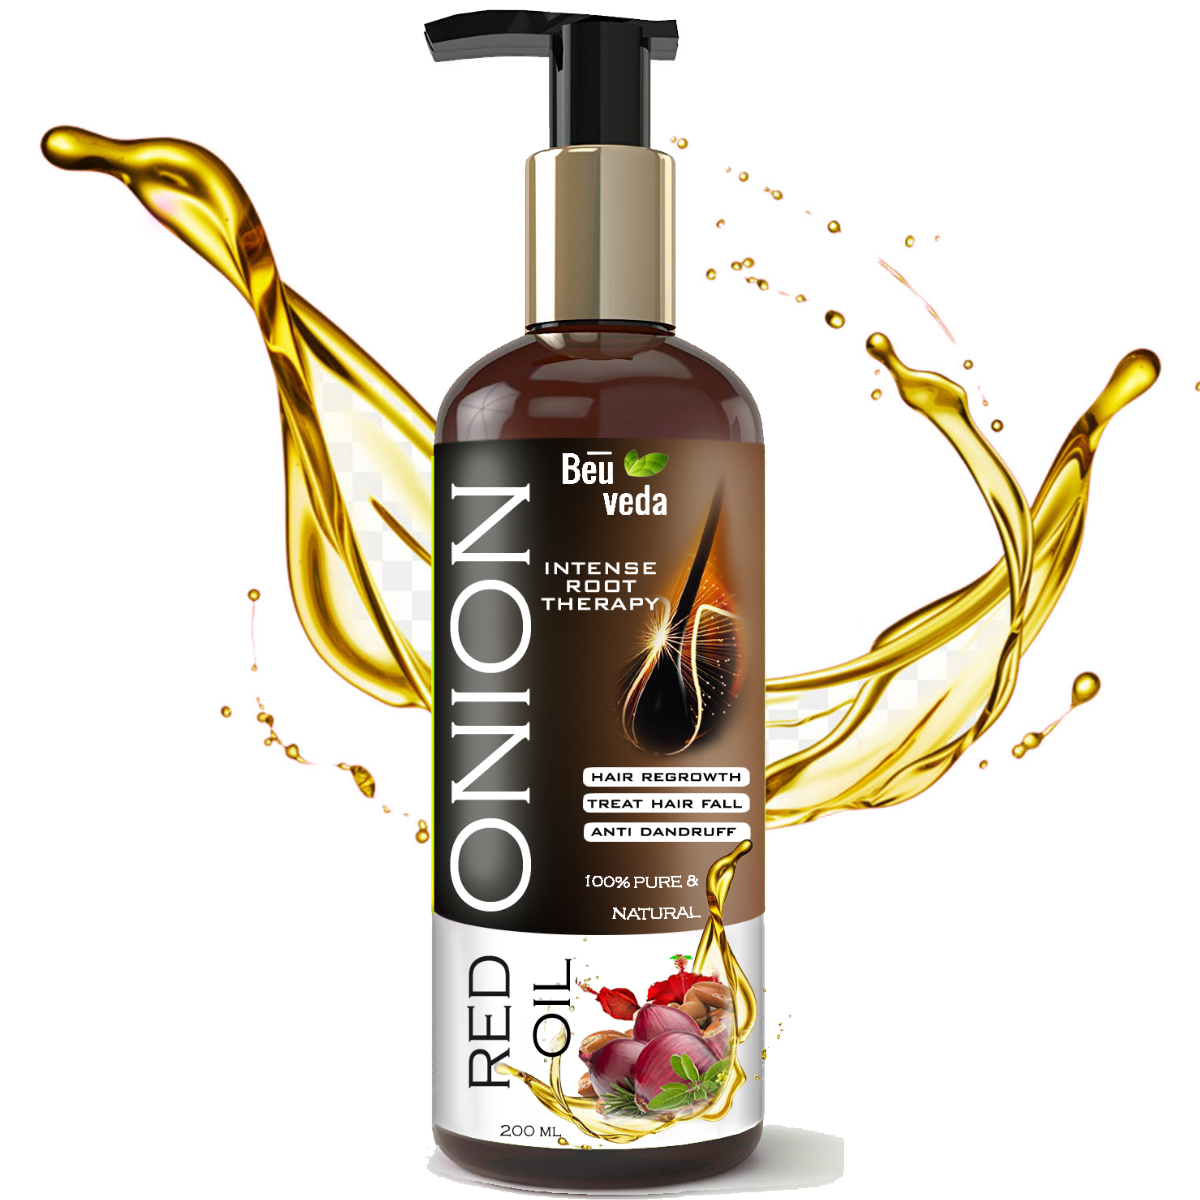 Beū
veda
INTENSE
ROOT
THERAPY
HAIR REGROWTH
TREAT HAIR FALL
ANTI DANDRUFF
100% PURE &
NATURAL
RED ONION
OIL
200 ML